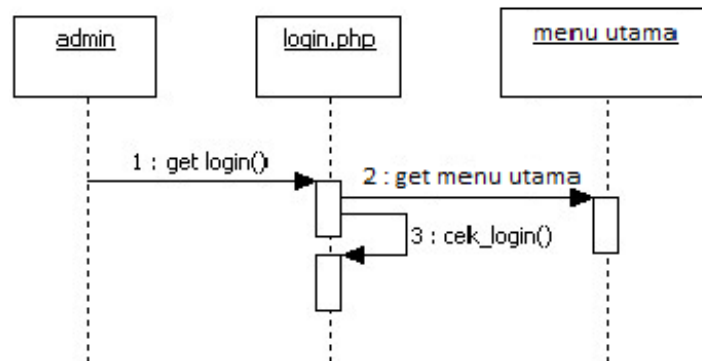 admin
login.php
menu utama
1 : get login()
2 : get menu utama
3 : cek_login()